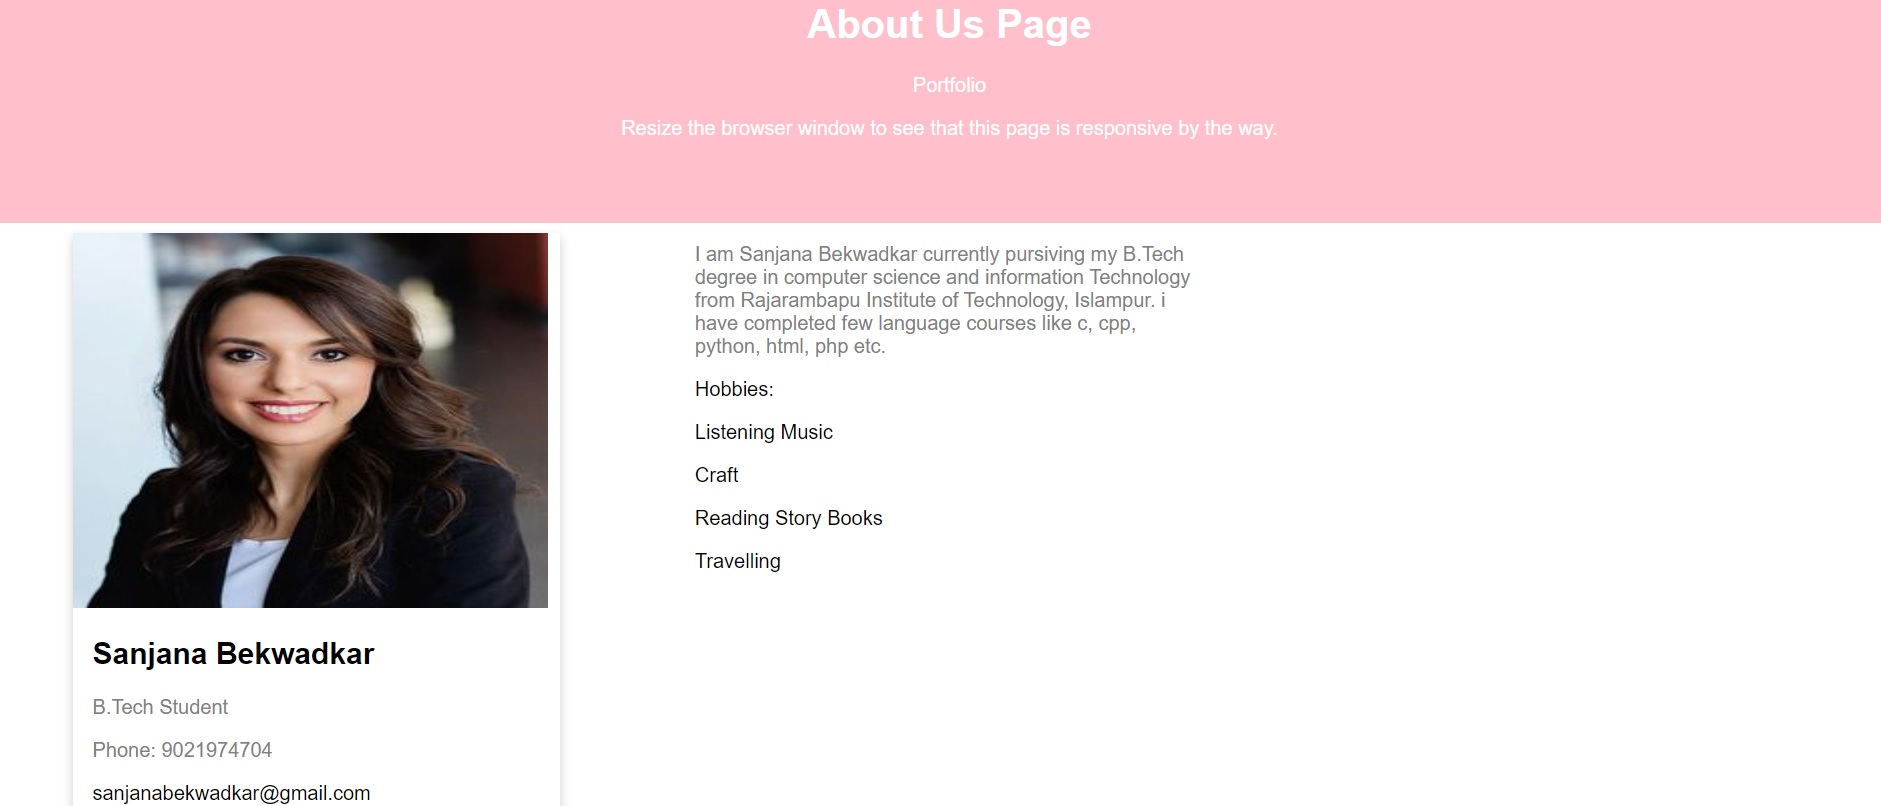 About Us Page
Portfolio
Resize the browser window to see that this page is responsive by the way.
Sanjana Bekwadkar
B.Tech Student
Phone: 9021974704
sanjanabekwadkar@gmail.com
I am Sanjana Bekwadkar currently pursiving my B.Tech
degree in computer science and information Technology
from Rajarambapu Institute of Technology, Islampur. i
have completed few language courses like c, cpp,
python, html, php etc.
Hobbies:
Listening Music
Craft
Reading Story Books
Travelling